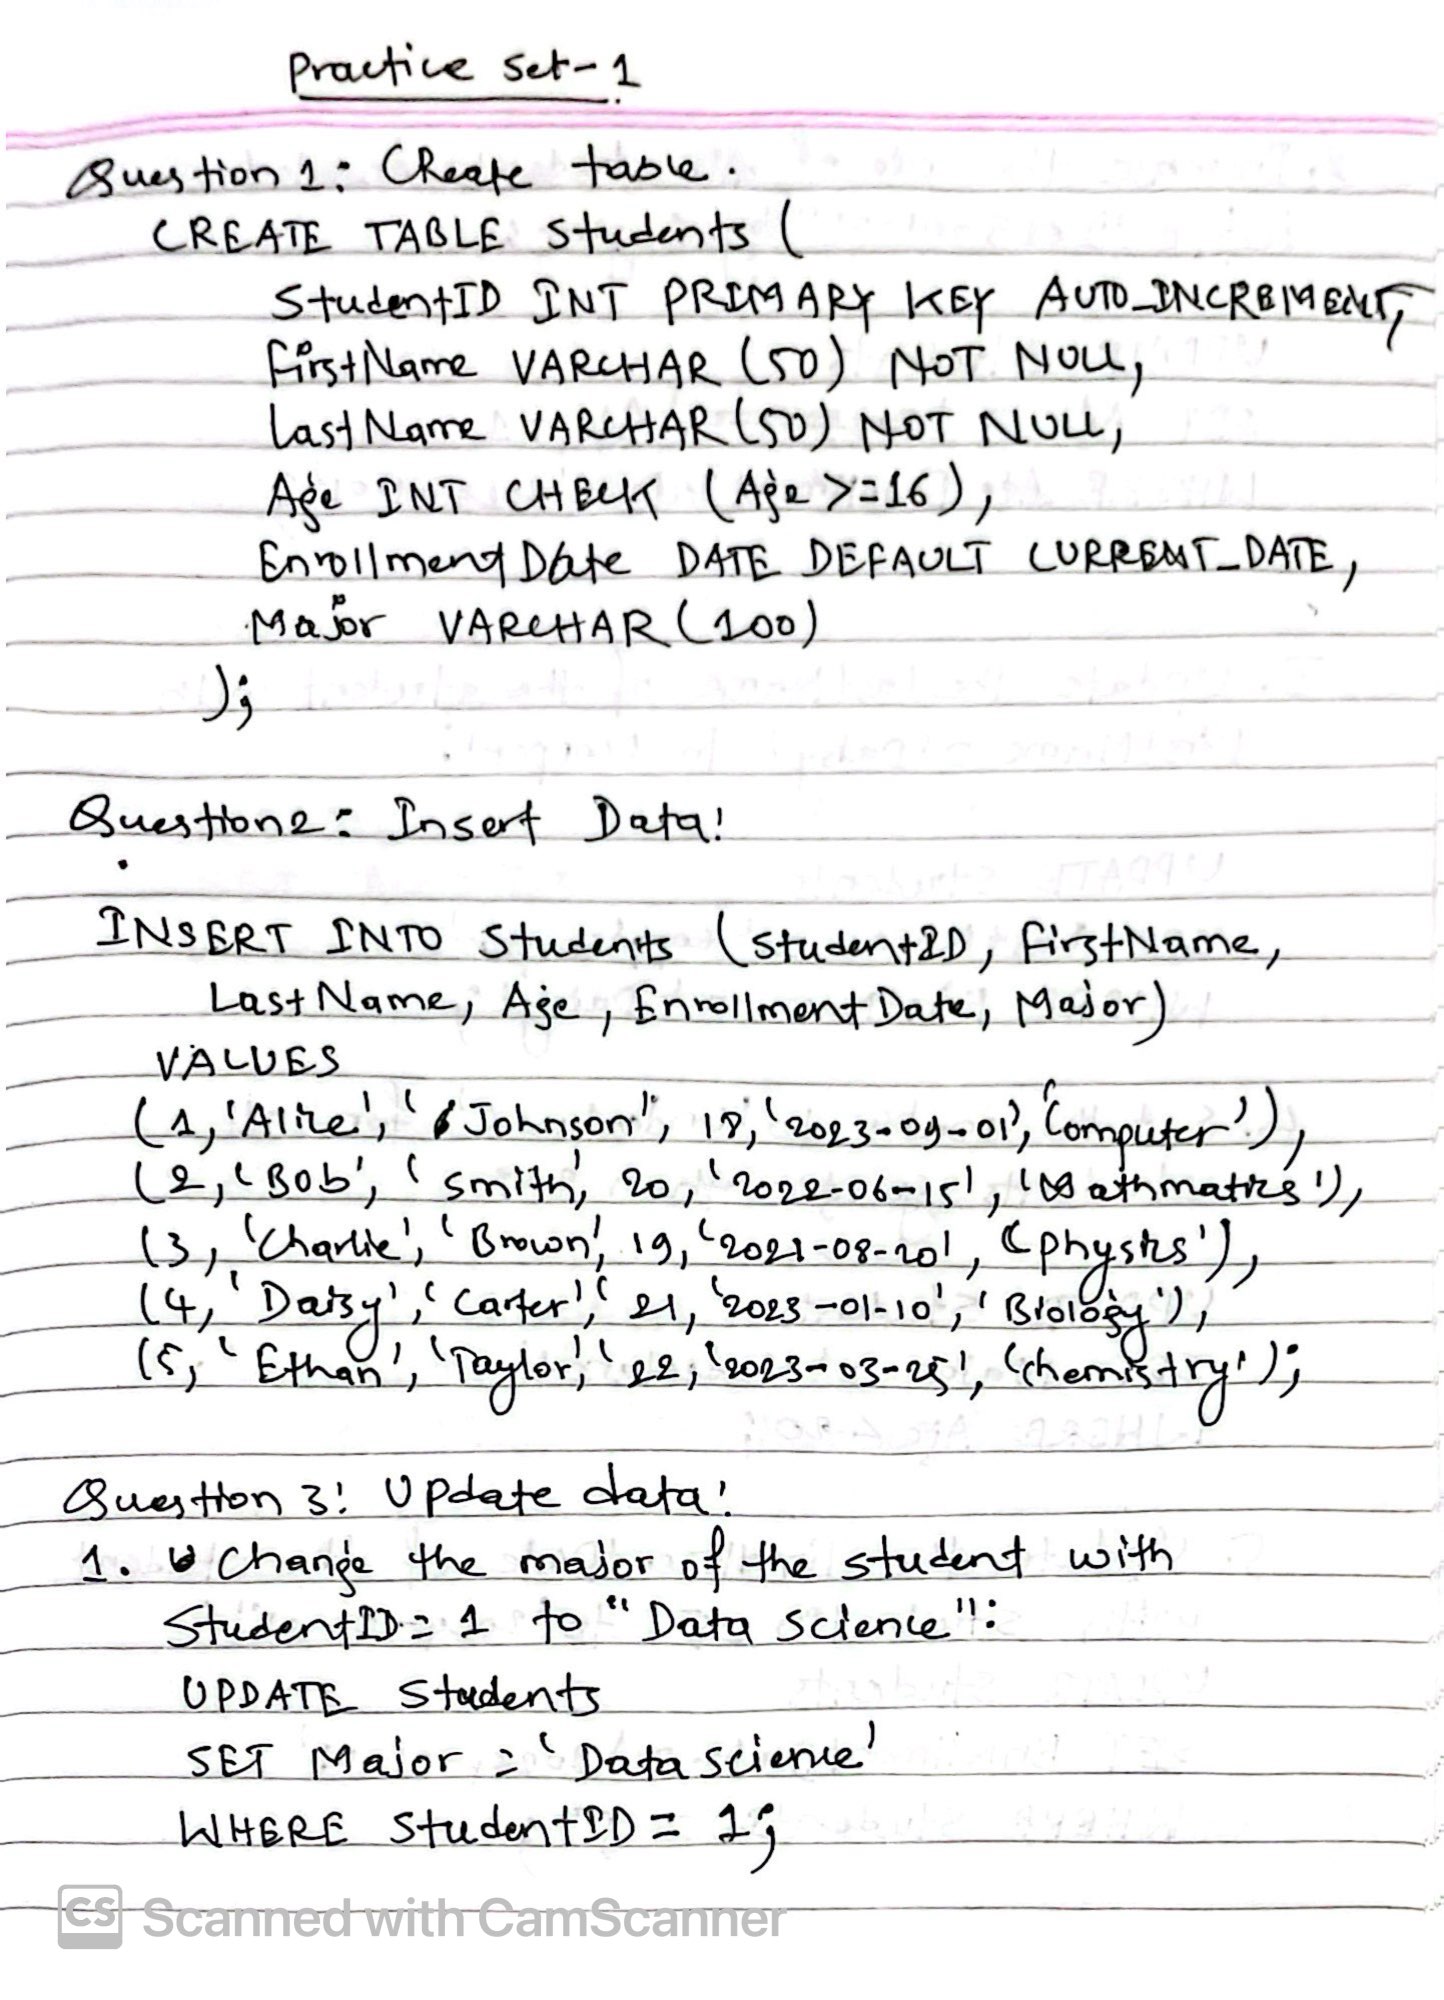 Practice Set-1
Question 1: Create table.
CREATE TABLE Students (
StudentID INT PRIMARY KEY AUTO_INCREMENT,
FirstName VARCHAR (50) NOT NULL,
LastName VARCHAR (50) NOT NULL,
Age INT CHECK (Age >=16),
EnrollmentDate DATE DEFAULT CURRENT_DATE,
Major VARCHAR (100)
);
Question2: Insert Data:
INSERT INTO Students (StudentID, FirstName,
LastName, Age, EnrollmentDate, Major)
VALUES
(1, 'Alice', 'Johnson', 18, '2023-09-01', 'Computer'),
(2, 'Bob', 'Smith', 20, '2022-06-15', 'Mathmatics'),
(3, 'Charlie', 'Brown', 19, '2021-08-20', 'physics'),
(4, 'Daisy', 'Carter', ' 21, '2023-01-10', 'Biology'),
(5, 'Ethan', 'Taylor', ' 22, '2023-03-25', 'chemistry');
Question 3: Update data:
1. Change the major of the student with
StudentID = 1 to "Data Science":
UPDATE Students
SET Major = 'Data Science'
WHERE StudentID = 1;
CS Scanned with CamScanner